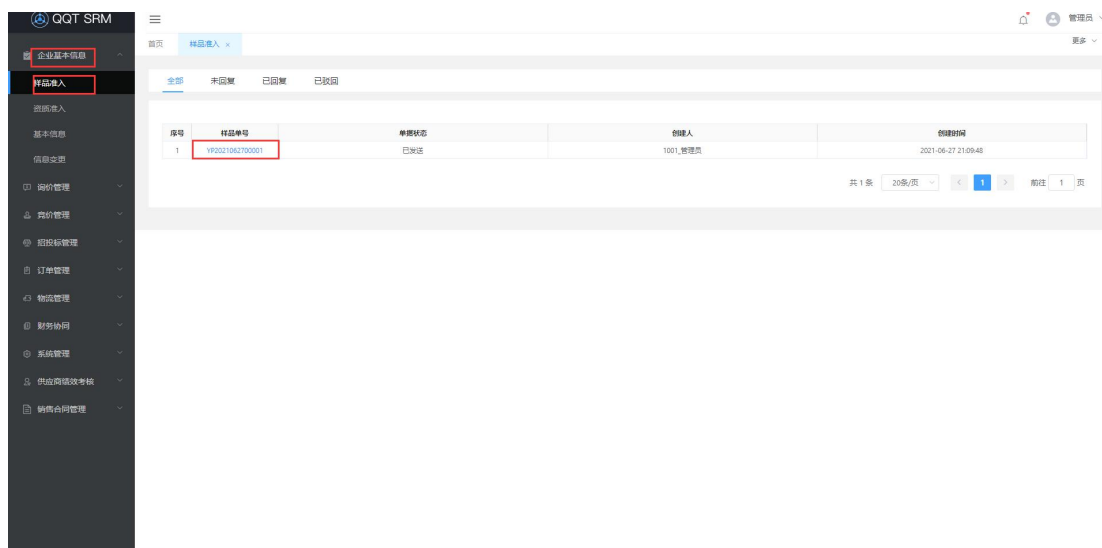 QQT SRM
管理员
首页
样品准入 ×
更多
企业基本信息
样品准入
资质准入
基本信息
信息变更
询价管理
竞价管理
招投标管理
订单管理
物流管理
财务协同
系统管理
供应商绩效考核
销售合同管理
全部 未回复 已回复 已驳回
序号 样品单号 单据状态 创建人 创建时间
1 YP2021062700001 已发送 1001_管理员 2021-06-27 21:09:48
共 1 条 20条/页 < 1 > 前往 1 页